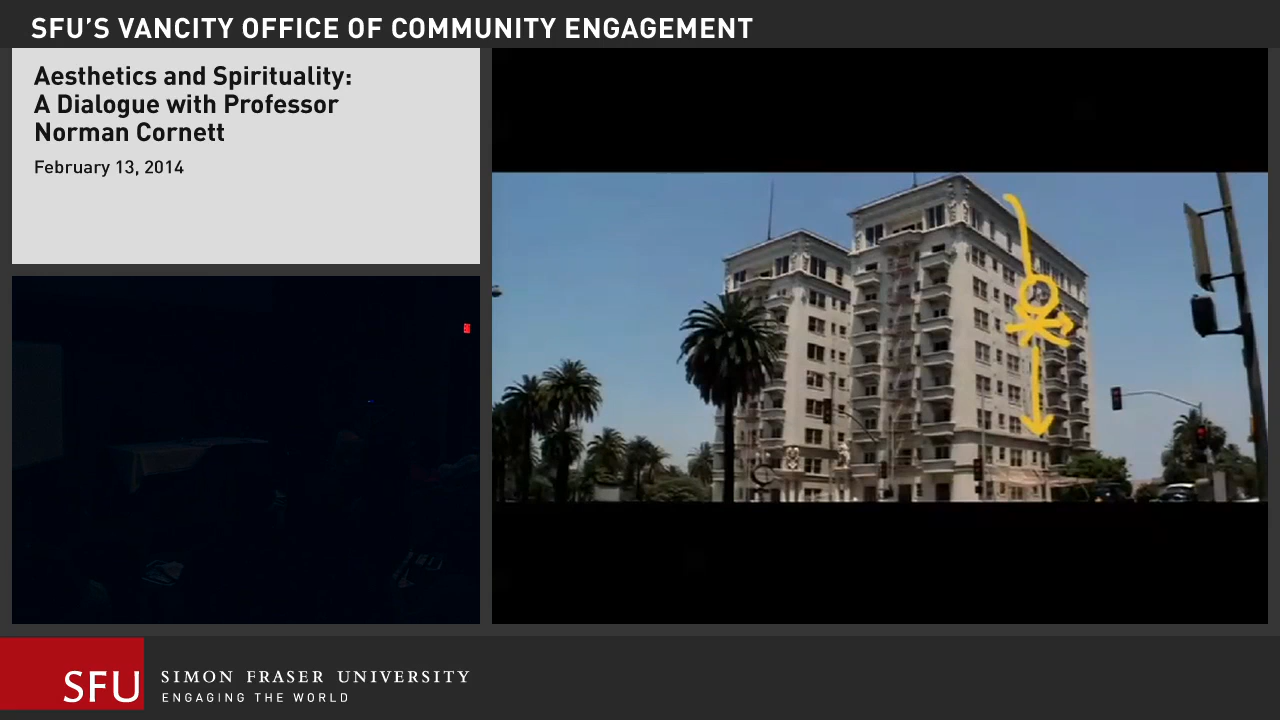 SFU'S VANCITY OFFICE OF COMMUNITY ENGAGEMENT
Aesthetics and Spirituality:
A Dialogue with Professor
Norman Cornett
February 13, 2014
SFU
SIMON FRASER UNIVERSITY
ENGAGING THE WORLD